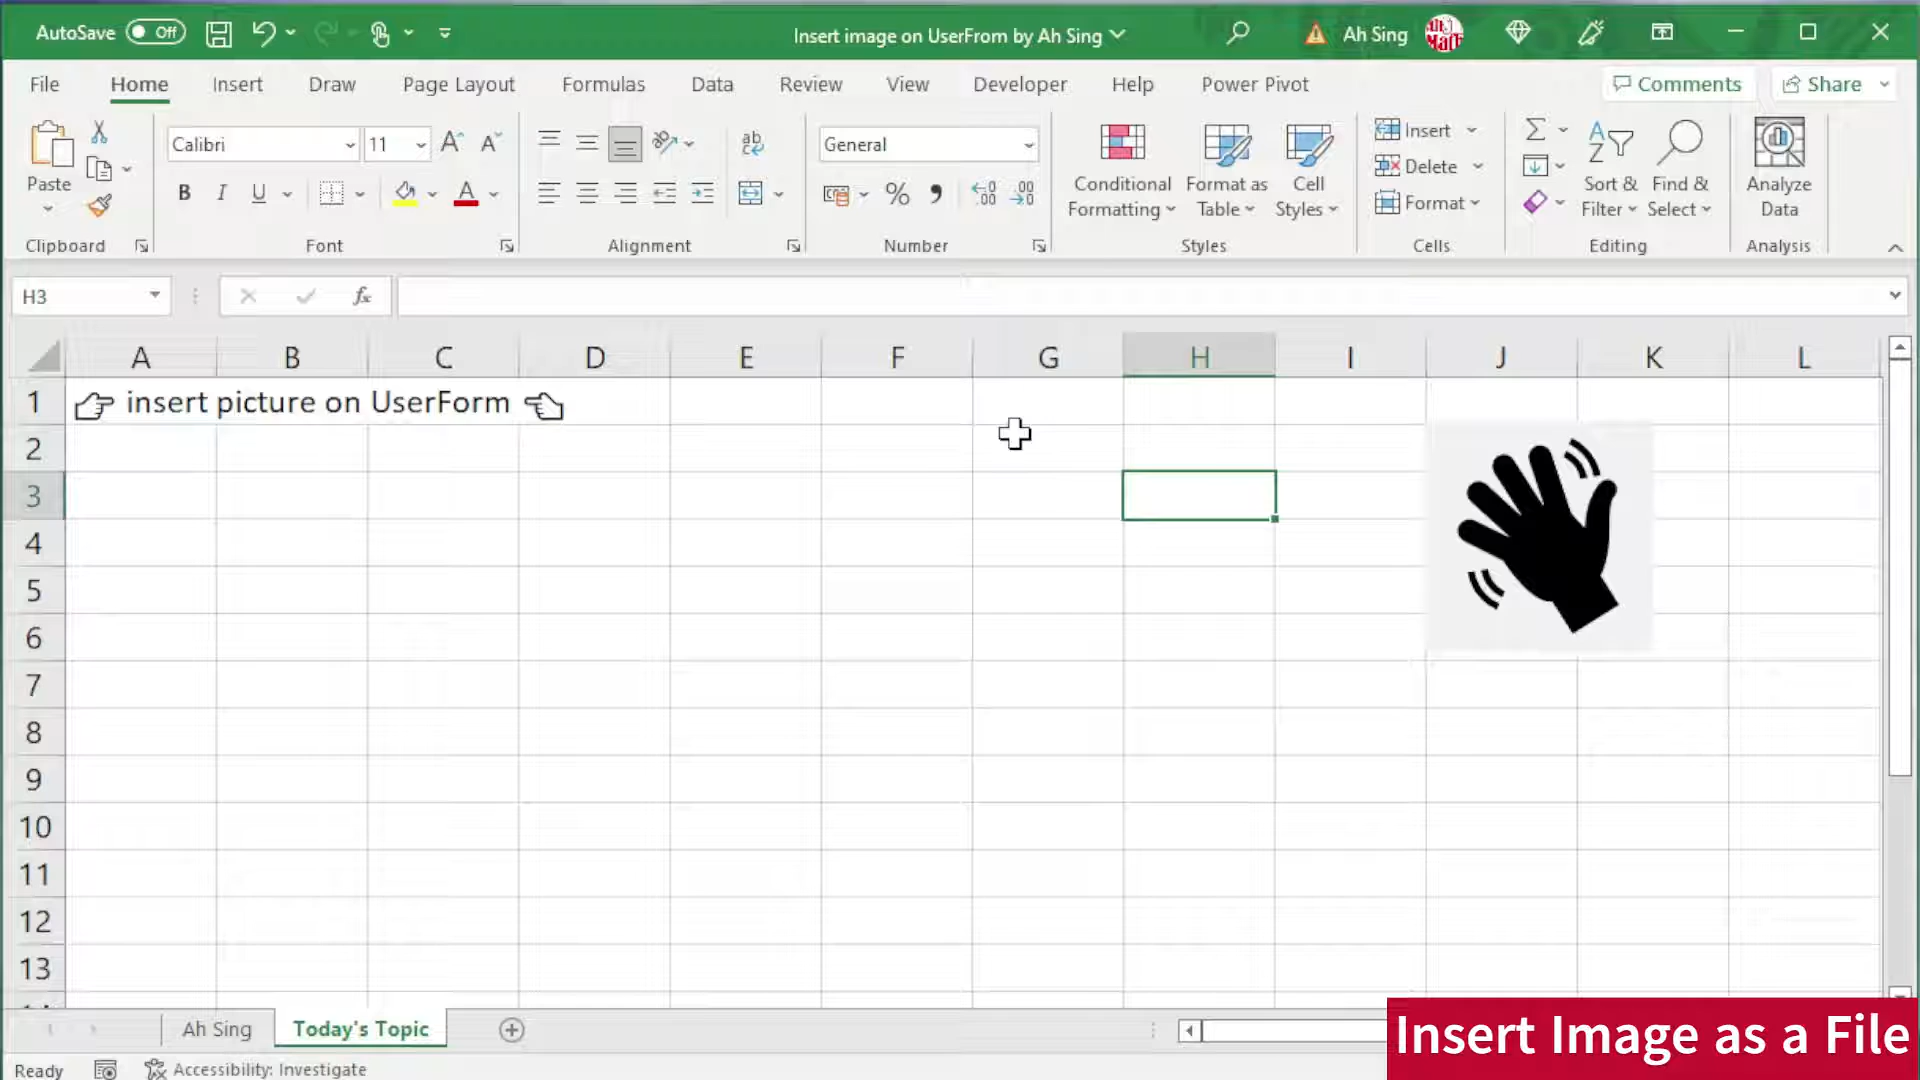 AutoSave Off
Insert image on UserFrom by Ah Sing
Ah Sing
File Home Insert Draw Page Layout Formulas Data Review View Developer Help Power Pivot
Comments Share
Paste
Clipboard
Calibri 11
B I U A
Font
ab
Alignment
General
% 
Number
Conditional Formatting
Format as Table
Cell Styles
Styles
Insert
Delete
Format
Cells
Sort & Filter
Find & Select
Editing
Analyze Data
Analysis
H3
fx
A B C D E F G H I J K L
1 insert picture on UserForm
2
3
4
5
6
7
8
9
10
11
12
13
Ah Sing Today's Topic
Insert Image as a File
Ready Accessibility: Investigate